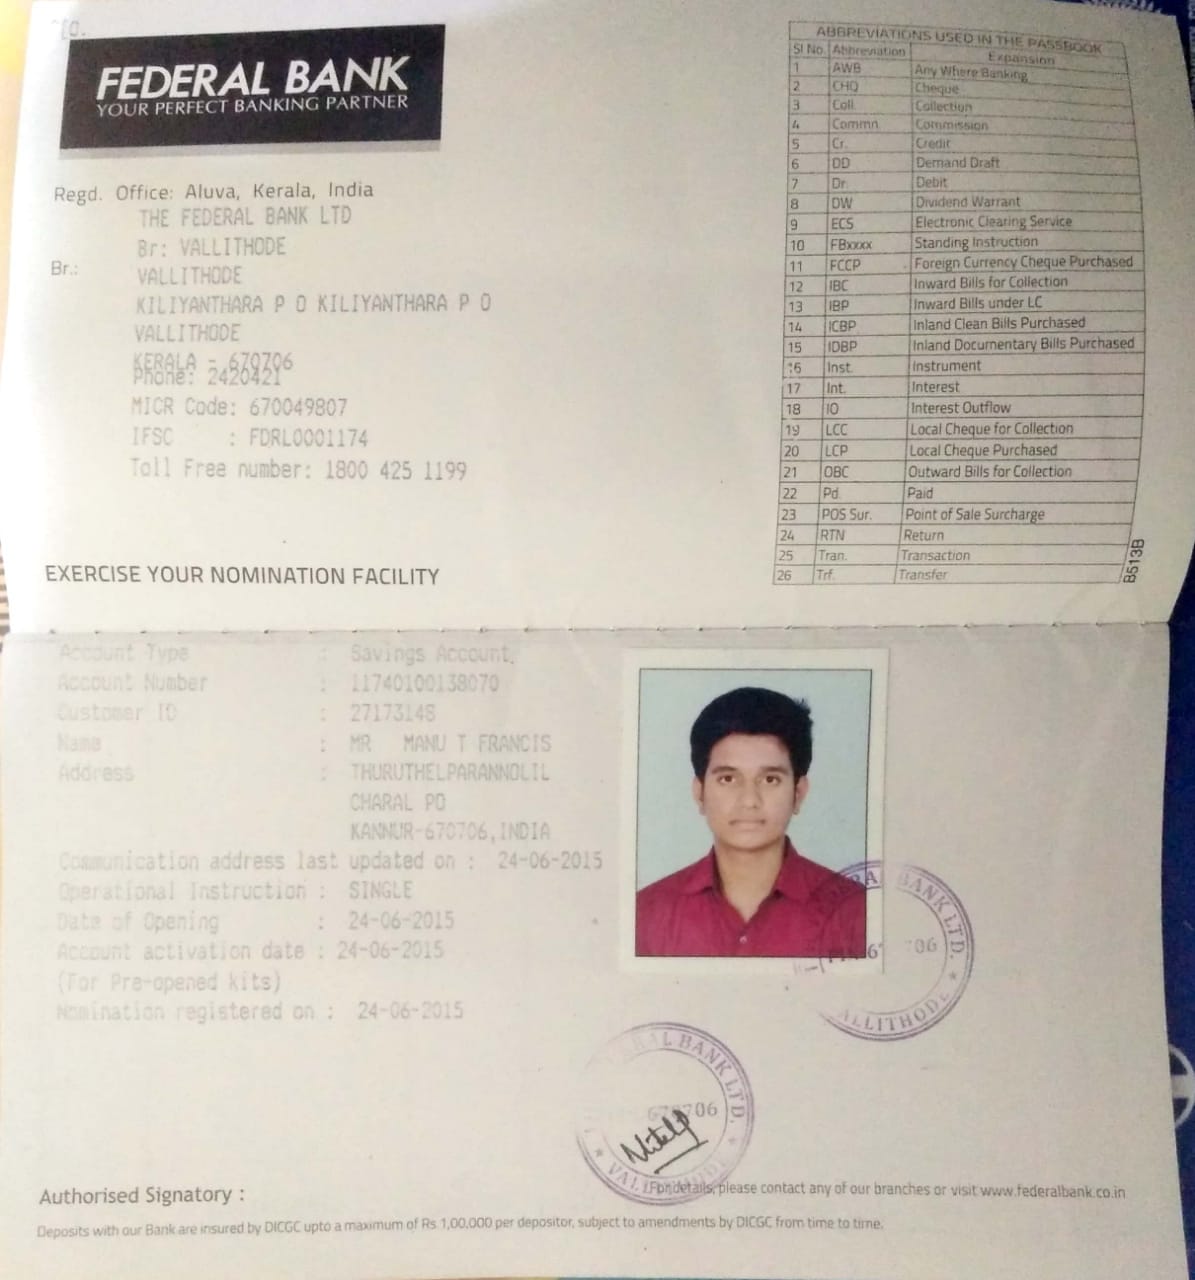 FEDERAL BANK
YOUR PERFECT BANKING PARTNER
Regd. Office: Aluva, Kerala, India
THE FEDERAL BANK LTD
Br: VALLITHODE
Br.:
VALLITHODE
KILIYANTHARA P O KILIYANTHARA P O
VALLITHODE
KERALA - 670706
Phone: 2420421
MICR Code: 670049807
IFSC : FDRL0001174
Toll Free number: 1800 425 1199
EXERCISE YOUR NOMINATION FACILITY
ABBREVIATIONS USED IN THE PASSBOOK
Sl No. Abbreviation Expansion
1 AWB Any Where Banking
2 CHQ Cheque
3 Coll. Collection
4 Commn. Commission
5 Cr. Credit
6 DD Demand Draft
7 Dr. Debit
8 DW Dividend Warrant
9 ECS Electronic Clearing Service
10 FBxxxx Standing Instruction
11 FCCP Foreign Currency Cheque Purchased
12 IBC Inward Bills for Collection
13 IBP Inward Bills under LC
14 ICBP Inland Clean Bills Purchased
15 IDBP Inland Documentary Bills Purchased
16 Inst. Instrument
17 Int. Interest
18 IO Interest Outflow
19 LCC Local Cheque for Collection
20 LCP Local Cheque Purchased
21 OBC Outward Bills for Collection
22 Pd. Paid
23 POS Sur. Point of Sale Surcharge
24 RTN Return
25 Tran. Transaction
26 Trf. Transfer
B513B
Account Type : Savings Account.
Account Number : 11740100138070
Customer ID : 27173148
Name : MR MANU T FRANCIS
Address : THURUTHELPARANNOLIL
CHARAL PO
KANNUR-670706,INDIA
Communication address last updated on : 24-06-2015
Operational Instruction : SINGLE
Date of Opening : 24-06-2015
Account activation date : 24-06-2015
(For Pre-opened kits)
Nomination registered on : 24-06-2015
RAL BANK LTD. *
706
ALLITHODE
ERAL BANK LTD.
670706
* VALLITHODE *
Authorised Signatory :
For details, please contact any of our branches or visit www.federalbank.co.in
Deposits with our Bank are insured by DICGC upto a maximum of Rs 1,00,000 per depositor, subject to amendments by DICGC from time to time.